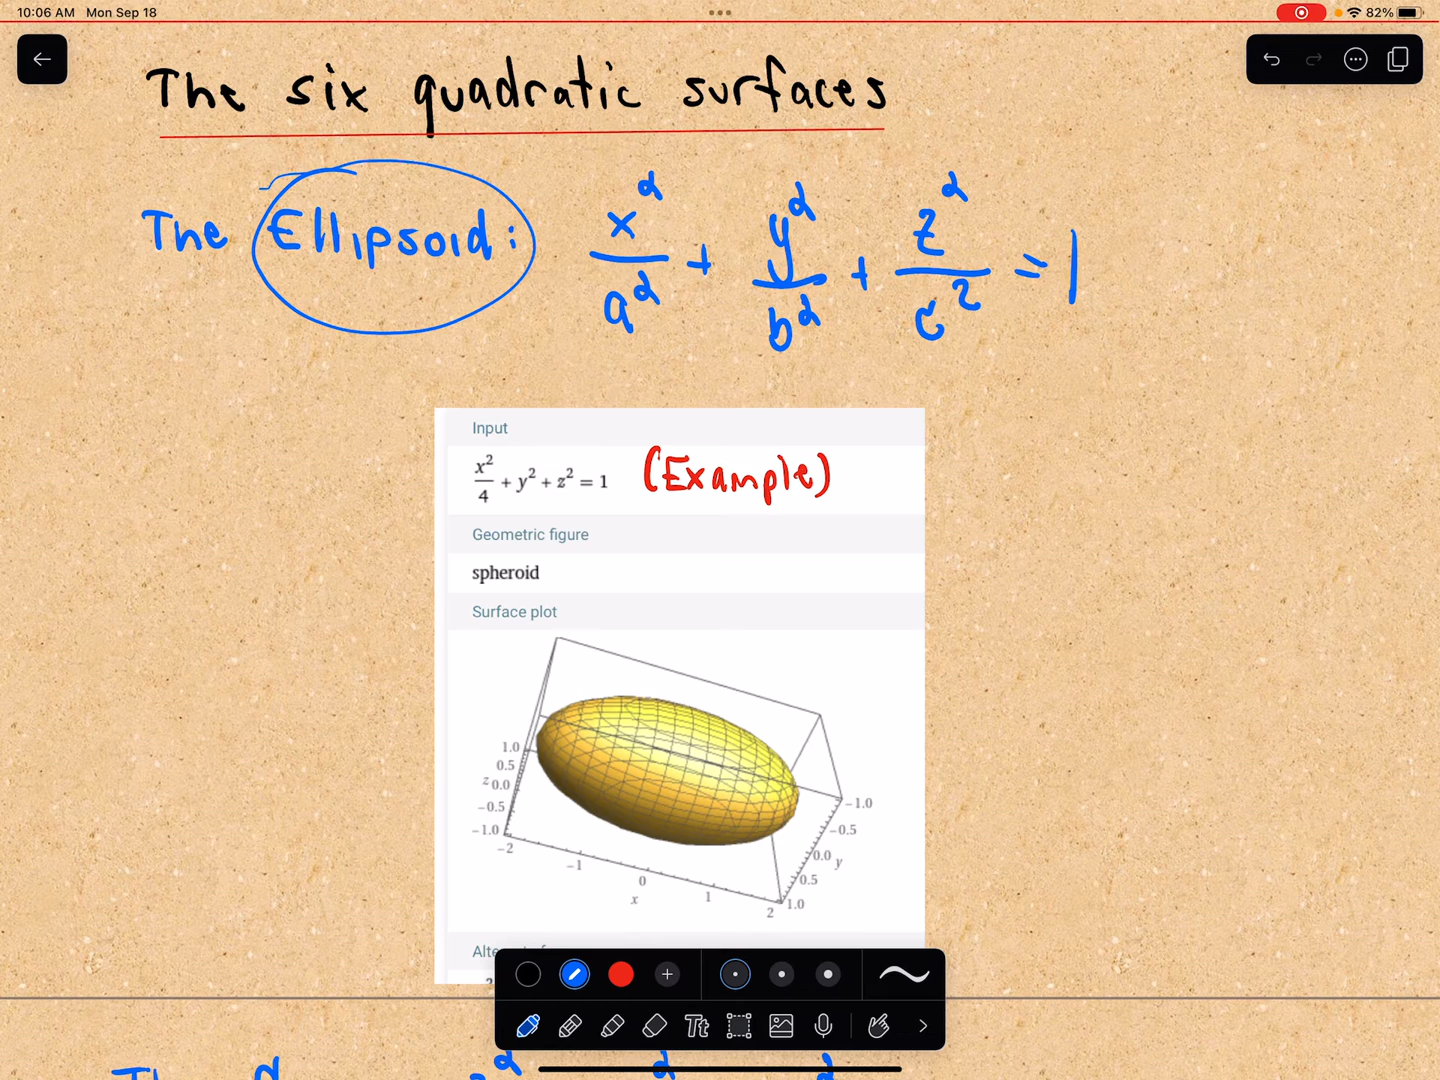 10:06 AM Mon Sep 18
82%
The six quadratic surfaces
The Ellipsoid: x²/a² + y²/b² + z²/c² = 1
Input
x²/4 + y² + z² = 1 (Example)
Geometric figure
spheroid
Surface plot
1.0
0.5
z 0.0
-0.5
-1.0
-2
-1
0
1
2
x
-1.0
-0.5
0.0 y
0.5
1.0
Tt